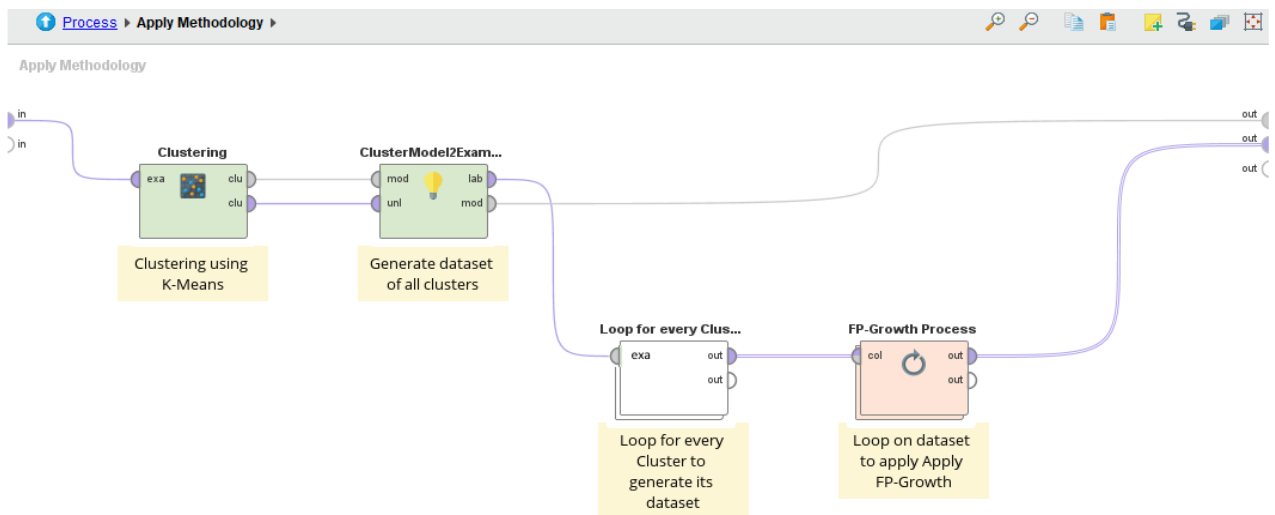 Process Apply Methodology
Apply Methodology
in
in
out
out
out
Clustering
exa clu
clu
Clustering using
K-Means
ClusterModel2Exam...
mod lab
unl mod
Generate dataset
of all clusters
Loop for every Clus...
exa out
out
Loop for every
Cluster to
generate its
dataset
FP-Growth Process
col out
out
Loop on dataset
to apply Apply
FP-Growth